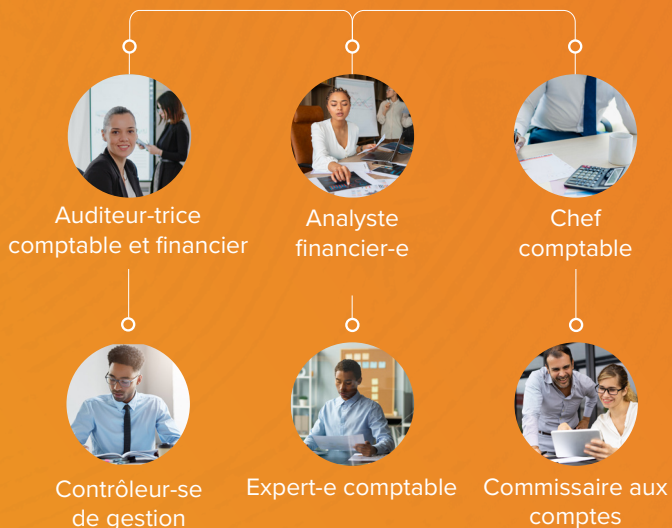 Auditeur-trice
comptable et financier
Analyste
financier-e
Chef
comptable
Contrôleur-se
de gestion
Expert-e comptable
Commissaire aux
comptes